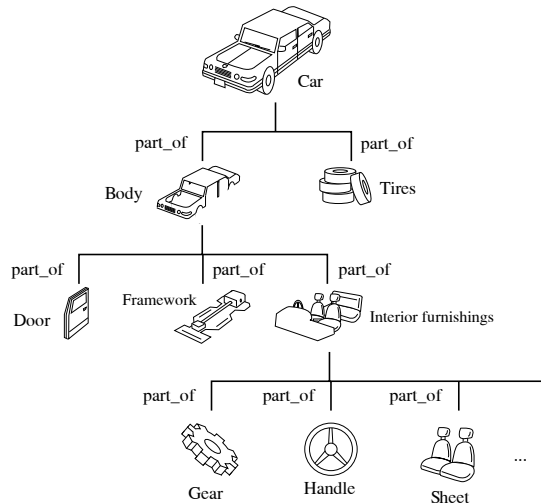 Car
part_of
part_of
Body
Tires
part_of
part_of
part_of
Door
Framework
Interior furnishings
part_of
part_of
part_of
Gear
Handle
Sheet
...